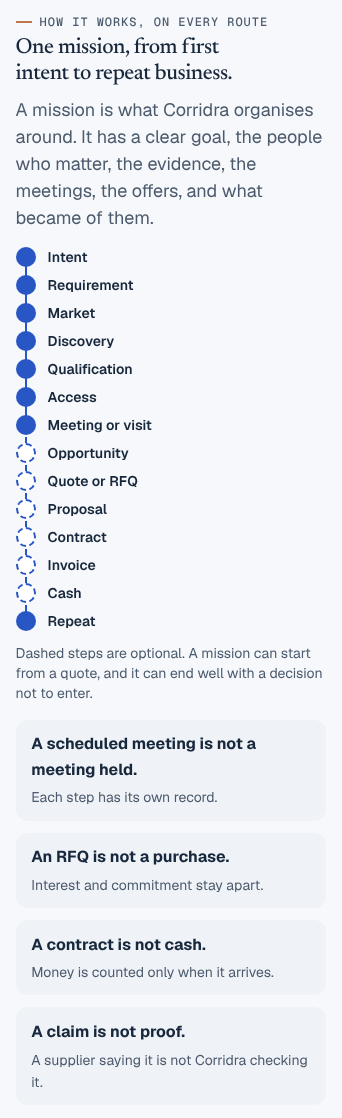 HOW IT WORKS, ON EVERY ROUTE
One mission, from first
intent to repeat business.
A mission is what Corridra organises
around. It has a clear goal, the people
who matter, the evidence, the
meetings, the offers, and what
became of them.
Intent
Requirement
Market
Discovery
Qualification
Access
Meeting or visit
Opportunity
Quote or RFQ
Proposal
Contract
Invoice
Cash
Repeat
Dashed steps are optional. A mission can start
from a quote, and it can end well with a decision
not to enter.
A scheduled meeting is not a
meeting held.
Each step has its own record.
An RFQ is not a purchase.
Interest and commitment stay apart.
A contract is not cash.
Money is counted only when it arrives.
A claim is not proof.
A supplier saying it is not Corridra checking
it.